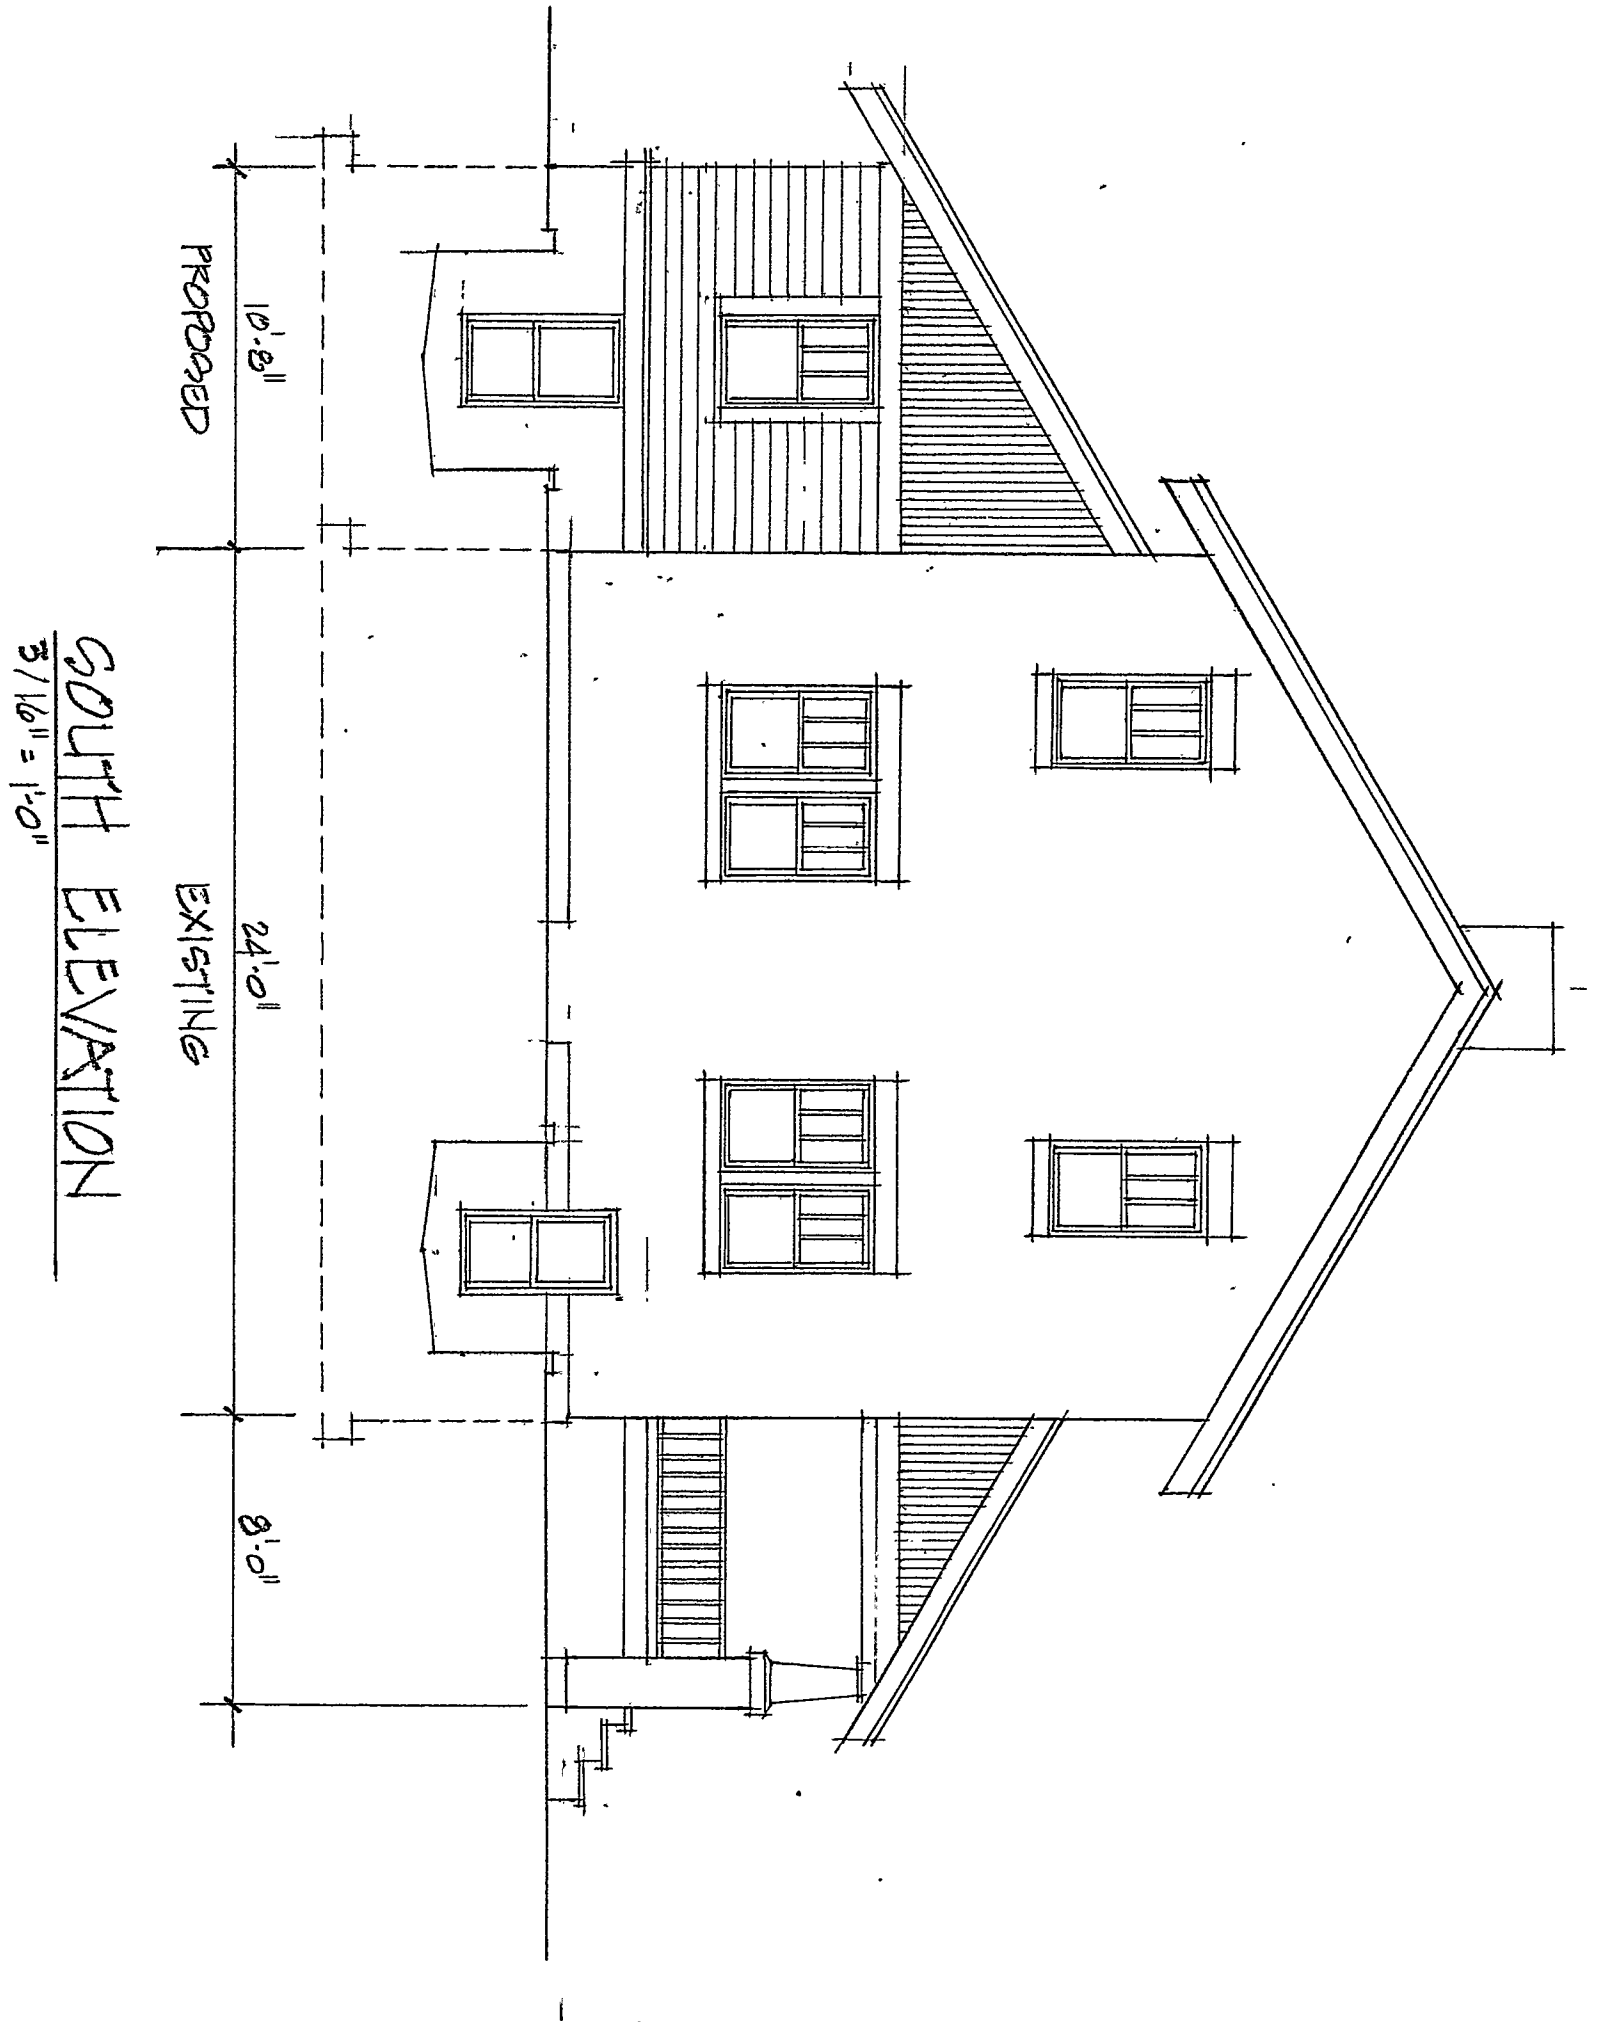 10'-8" 24'-0" 8'-0"
PROPOSED EXISTING
SOUTH ELEVATION
3/16" = 1'-0"